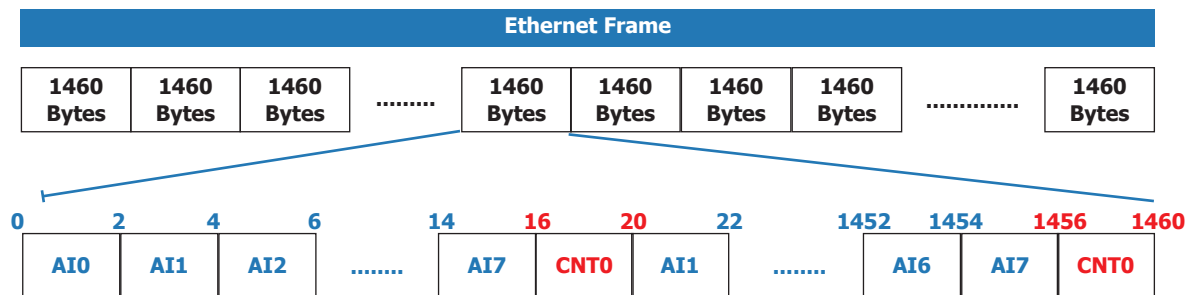 Ethernet Frame
1460 1460 1460 1460 1460 1460 1460 1460
Bytes Bytes Bytes ......... Bytes Bytes Bytes Bytes .............. Bytes
0 2 4 6 14 16 20 22 1452 1454 1456 1460
AI0 AI1 AI2 ........ AI7 CNT0 AI1 ........ AI6 AI7 CNT0